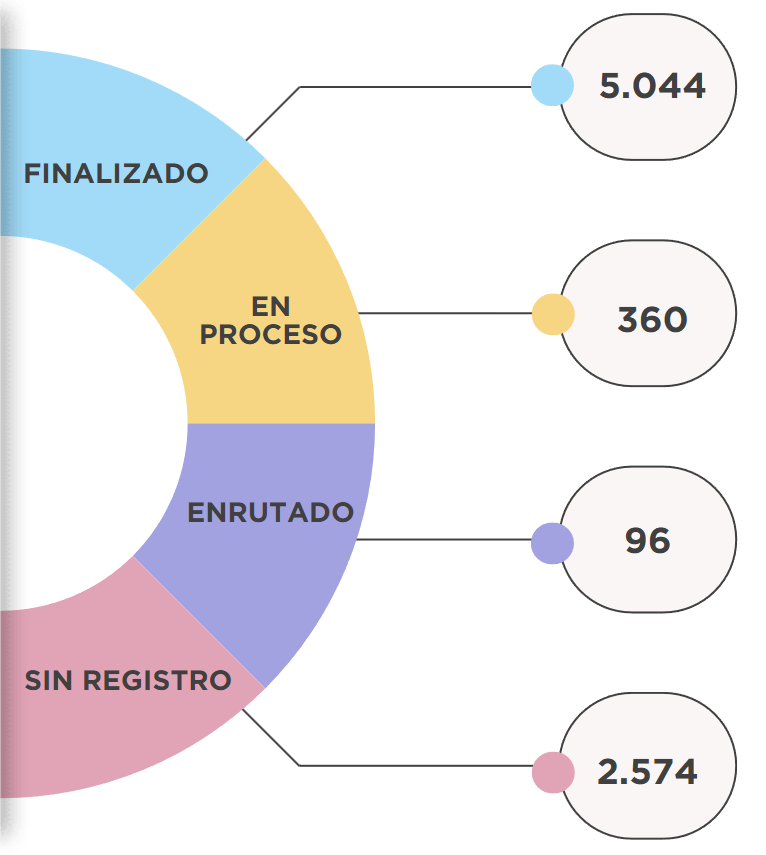 FINALIZADO
5.044
EN
PROCESO
360
ENRUTADO
96
SIN REGISTRO
2.574